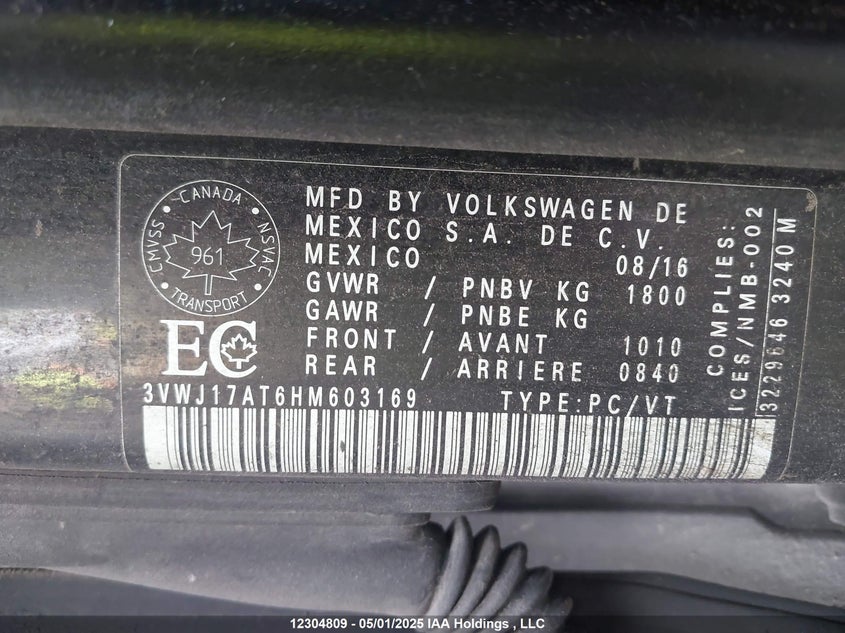 CANADA
CMVSS
NSVAC
961
TRANSPORT
EC
MFD BY VOLKSWAGEN DE
MEXICO S.A. DE C.V.
MEXICO 08/16
GVWR / PNBV KG 1800
GAWR / PNBE KG
FRONT / AVANT 1010
REAR / ARRIERE 0840
3VWJ17AT6HM603169 TYPE:PC/VT
COMPLIES:
ICES/NMB-002
3229646 3240 M
12304809 - 05/01/2025 IAA Holdings , LLC